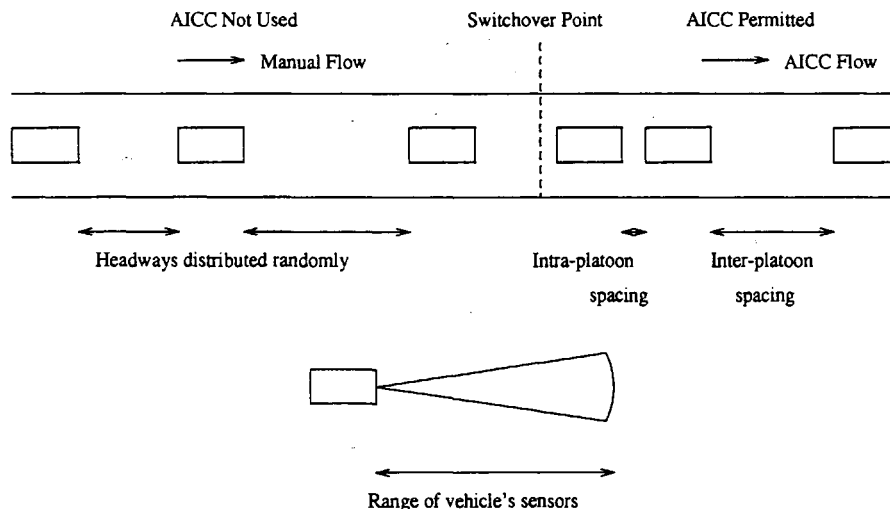 AICC Not Used
Switchover Point
AICC Permitted
Manual Flow
AICC Flow
Headways distributed randomly
Intra-platoon
spacing
Inter-platoon
spacing
Range of vehicle's sensors